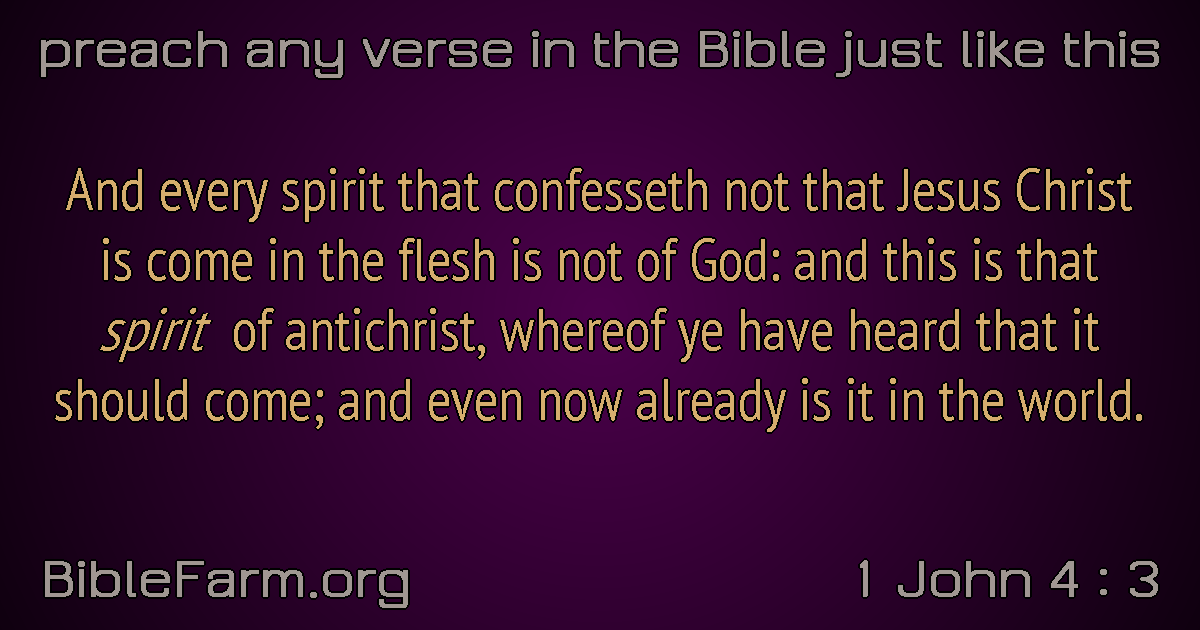 preach any verse in the Bible just like this
And every spirit that confesseth not that Jesus Christ
is come in the flesh is not of God: and this is that
spirit of antichrist, whereof ye have heard that it
should come; and even now already is it in the world.
BibleFarm.org
1 John 4 : 3